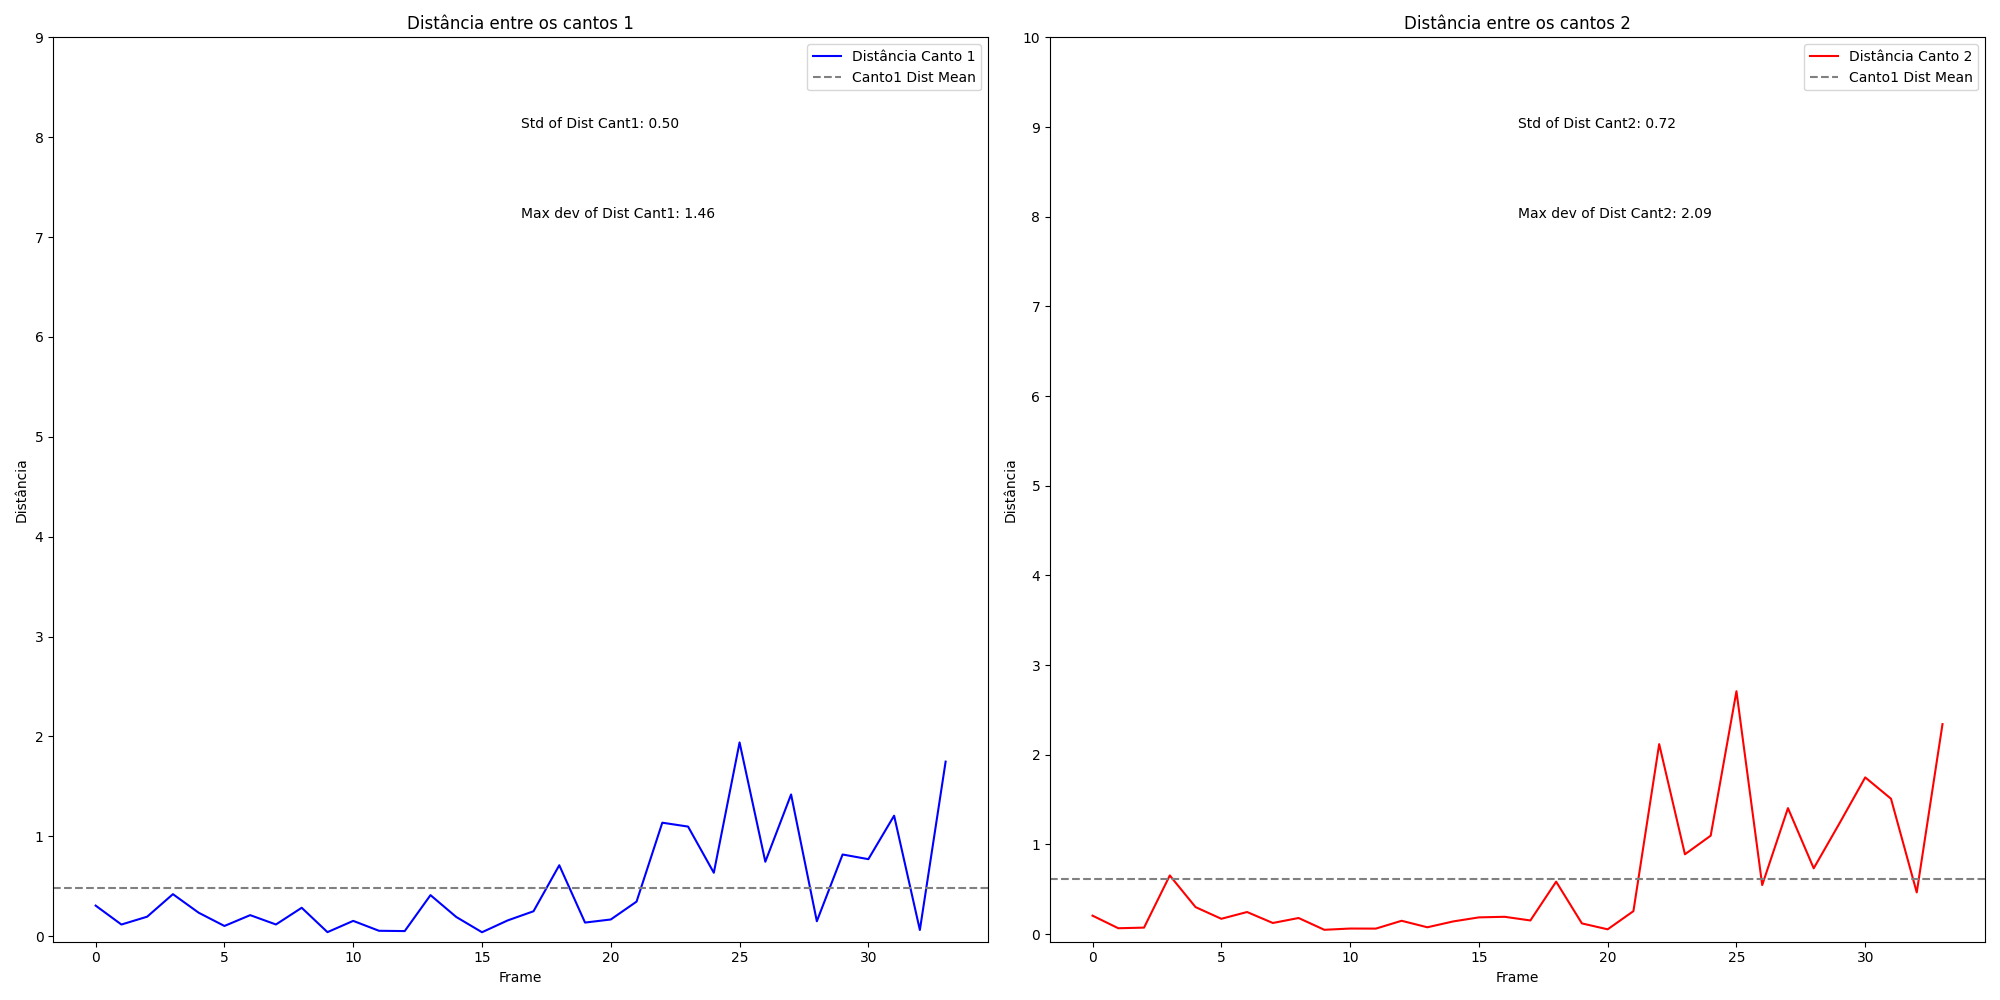 Distância entre os cantos 1
9
8
7
6
5
4
3
2
1
0
Distância
Distância Canto 1
Canto1 Dist Mean
Std of Dist Cant1: 0.50
Max dev of Dist Cant1: 1.46
0 5 10 15 20 25 30
Frame
Distância entre os cantos 2
10
9
8
7
6
5
4
3
2
1
0
Distância
Distância Canto 2
Canto1 Dist Mean
Std of Dist Cant2: 0.72
Max dev of Dist Cant2: 2.09
0 5 10 15 20 25 30
Frame